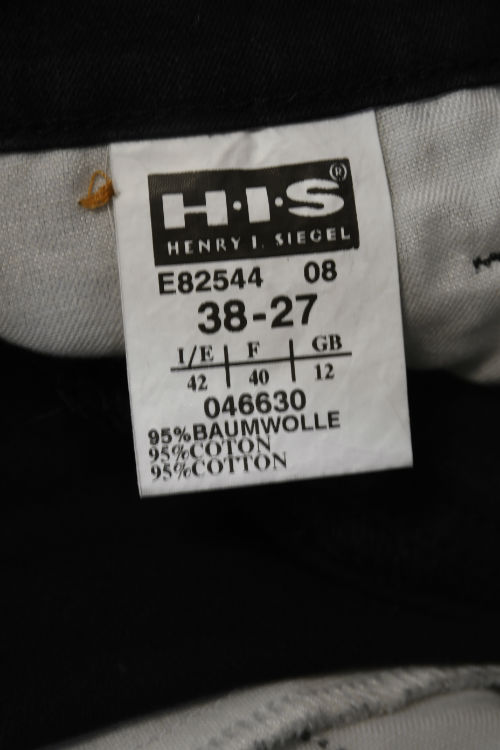 H·I·S®
HENRY I. SIEGEL
E82544 08
38-27
I/E F GB
42 40 12
046630
95%BAUMWOLLE
95%COTON
95%COTTON